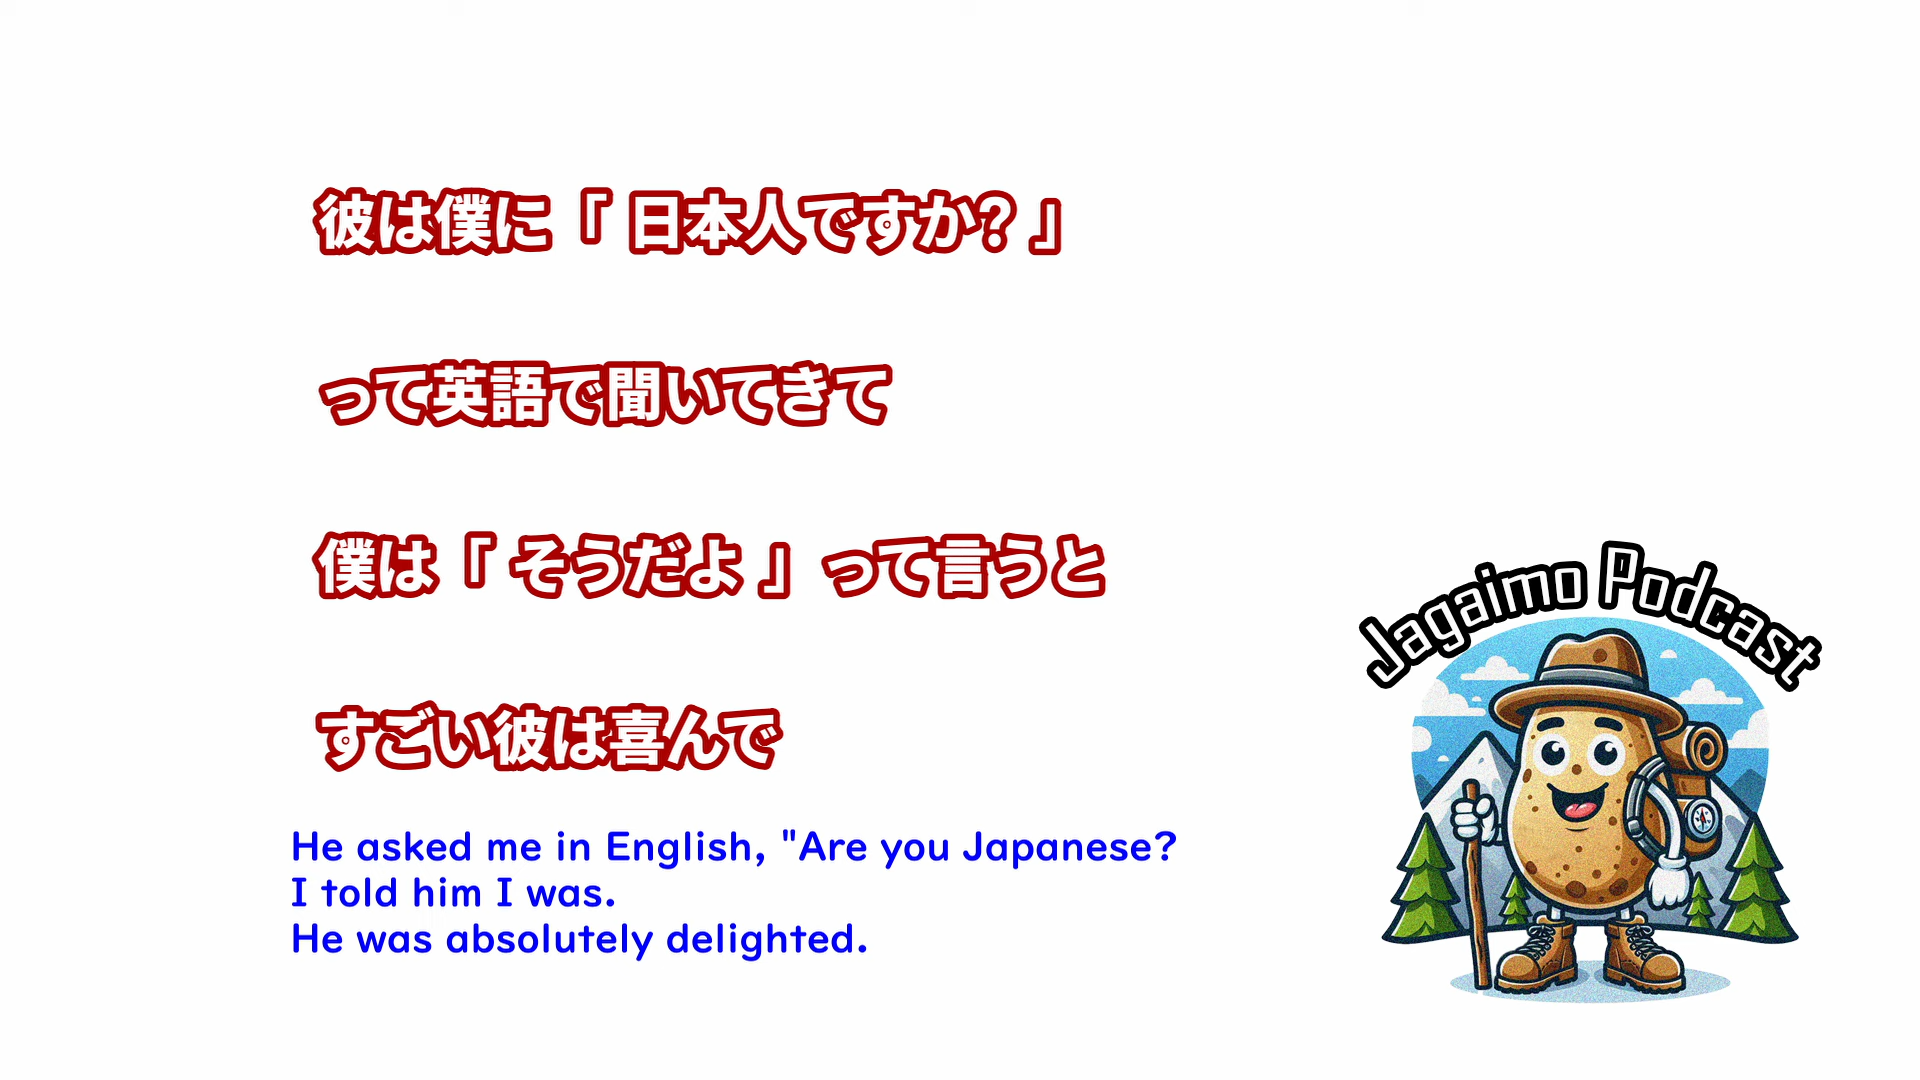 彼は僕に「 日本人ですか? 」
って英語で聞いてきて
僕は「 そうだよ 」って言うと
すごい彼は喜んで
He asked me in English, "Are you Japanese?
I told him I was.
He was absolutely delighted.
Jagaimo Podcast